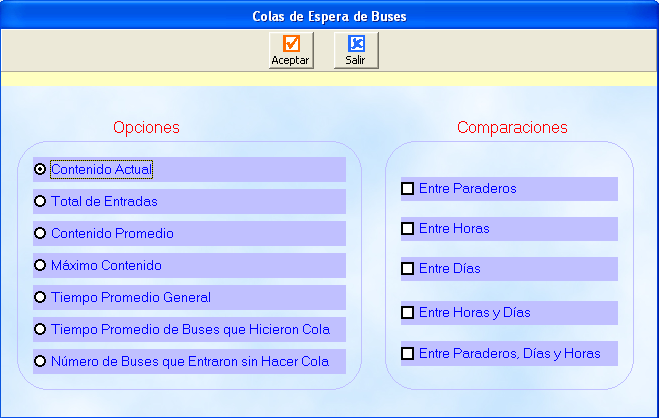 Colas de Espera de Buses
Aceptar
Salir
Opciones
Contenido Actual
Total de Entradas
Contenido Promedio
Máximo Contenido
Tiempo Promedio General
Tiempo Promedio de Buses que Hicieron Cola
Número de Buses que Entraron sin Hacer Cola
Comparaciones
Entre Paraderos
Entre Horas
Entre Días
Entre Horas y Días
Entre Paraderos, Días y Horas